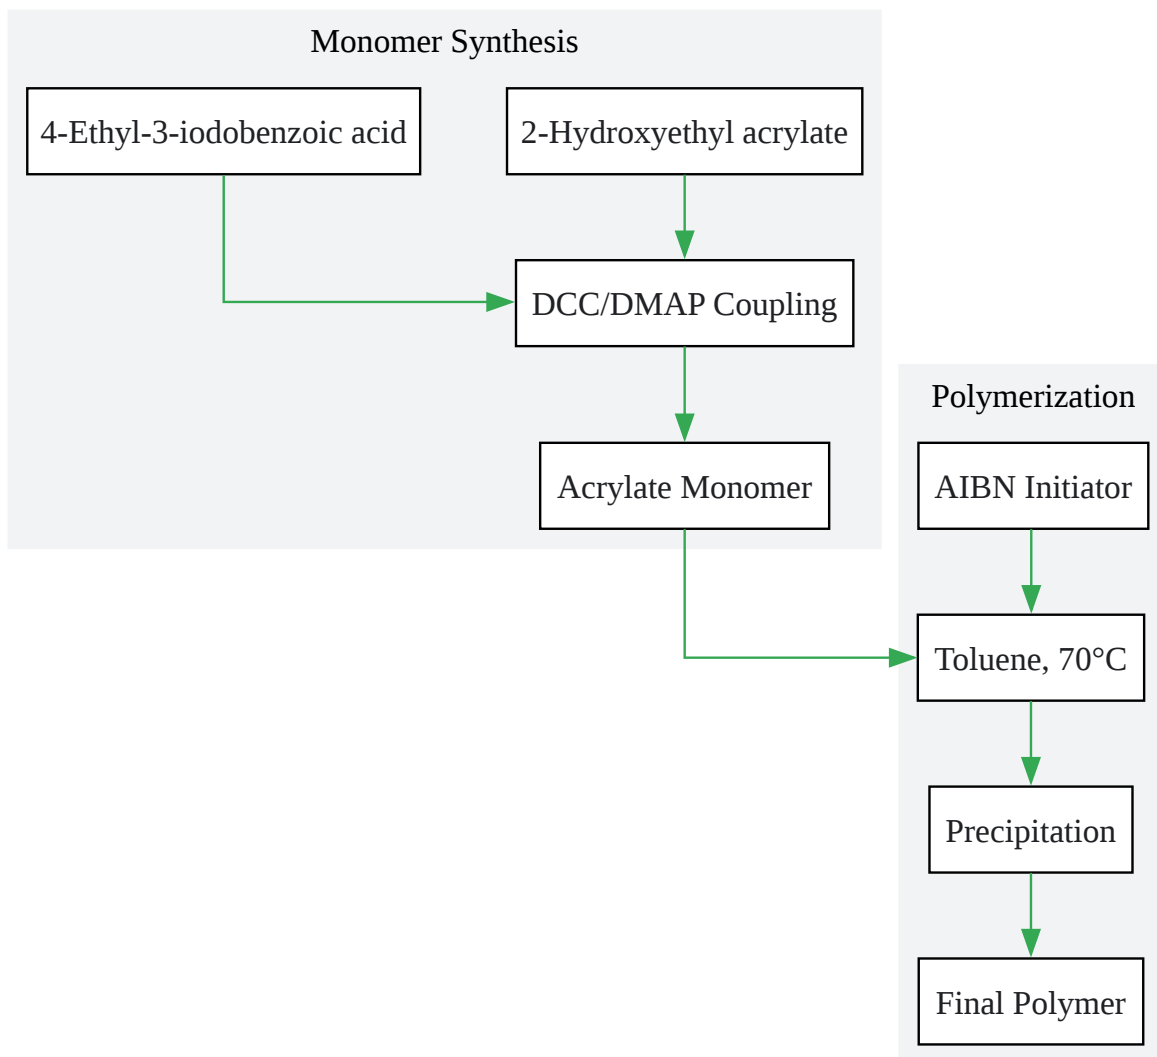 Monomer Synthesis
4-Ethyl-3-iodobenzoic acid
2-Hydroxyethyl acrylate
DCC/DMAP Coupling
Acrylate Monomer
Polymerization
AIBN Initiator
Toluene, 70°C
Precipitation
Final Polymer